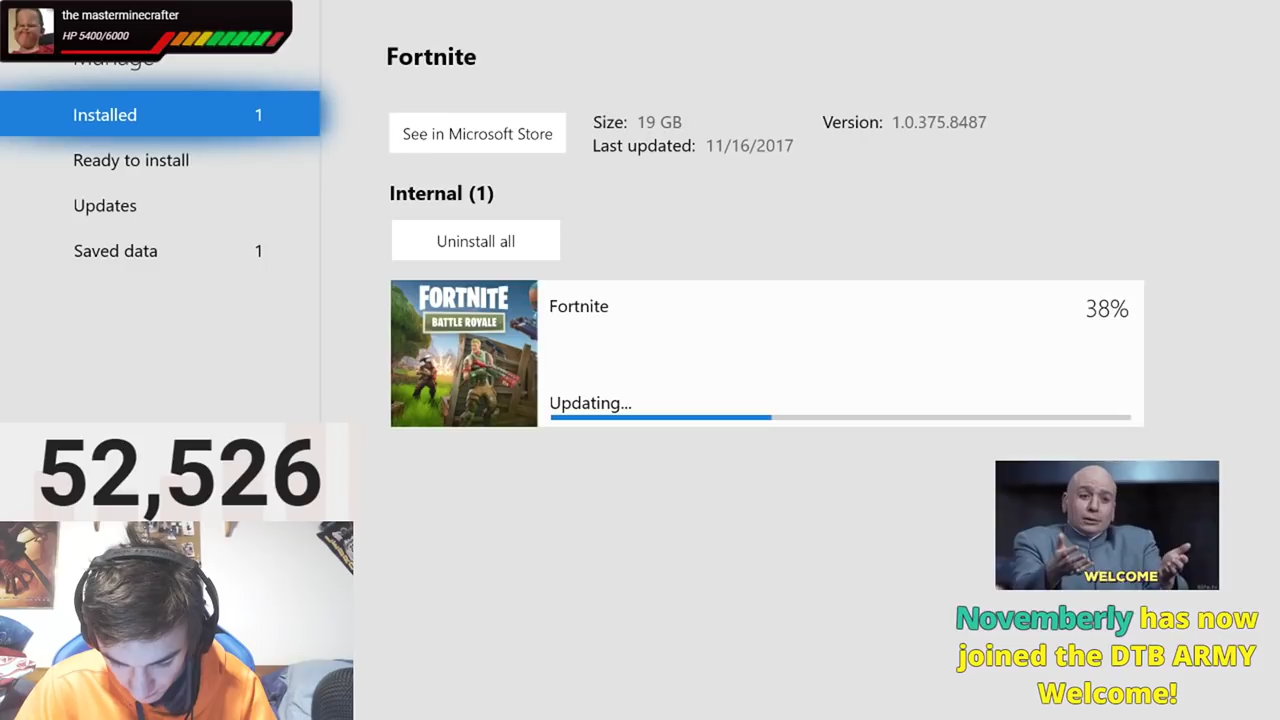 the masterminecrafter
HP 5400/6000
Manage
Installed 1
Ready to install
Updates
Saved data 1
Fortnite
See in Microsoft Store
Size: 19 GB
Last updated: 11/16/2017
Version: 1.0.375.8487
Internal (1)
Uninstall all
FORTNITE
BATTLE ROYALE
Fortnite
38%
Updating...
52,526
WELCOME
Novemberly has now
joined the DTB ARMY
Welcome!